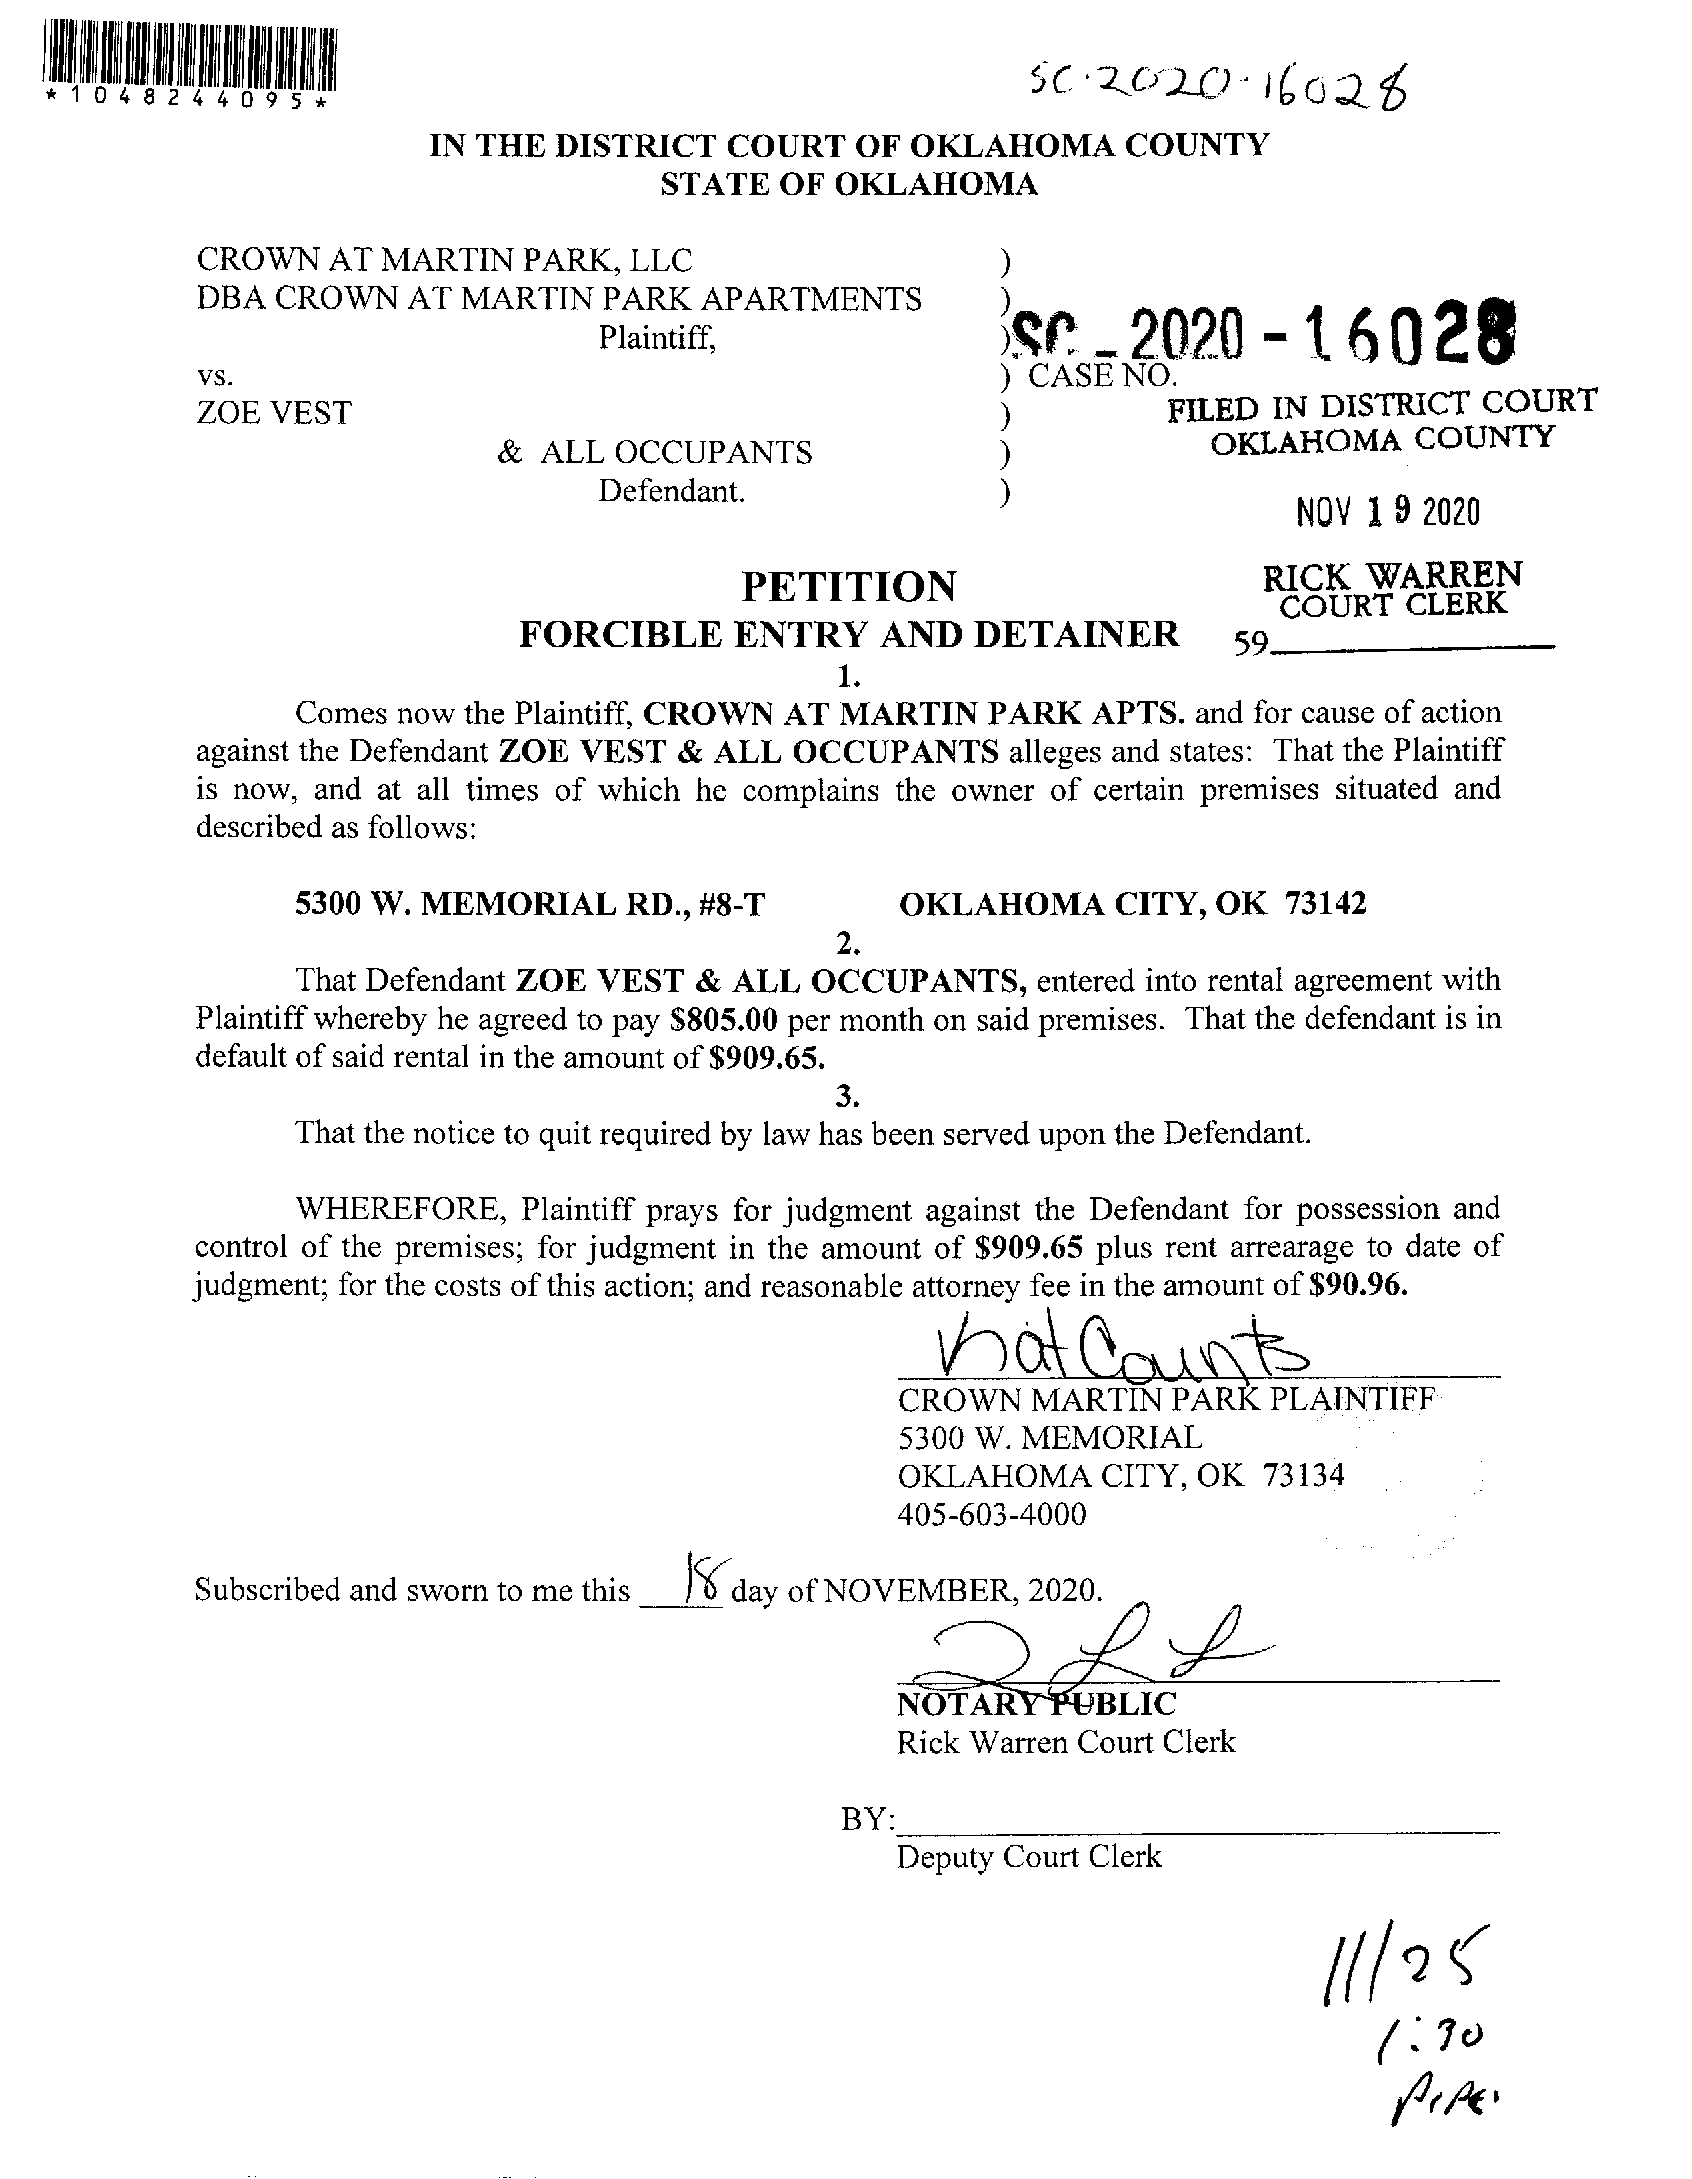 *1048244095*
SC-2020-16028
IN THE DISTRICT COURT OF OKLAHOMA COUNTY
STATE OF OKLAHOMA
CROWN AT MARTIN PARK, LLC )
DBA CROWN AT MARTIN PARK APARTMENTS )
Plaintiff, ) SC - 2020 - 16028
vs. ) CASE NO.
ZOE VEST ) FILED IN DISTRICT COURT
& ALL OCCUPANTS ) OKLAHOMA COUNTY
Defendant. )
NOV 19 2020
PETITION
RICK WARREN
COURT CLERK
FORCIBLE ENTRY AND DETAINER 59
1.
Comes now the Plaintiff, CROWN AT MARTIN PARK APTS. and for cause of action
against the Defendant ZOE VEST & ALL OCCUPANTS alleges and states: That the Plaintiff
is now, and at all times of which he complains the owner of certain premises situated and
described as follows:
5300 W. MEMORIAL RD., #8-T OKLAHOMA CITY, OK 73142
2.
That Defendant ZOE VEST & ALL OCCUPANTS, entered into rental agreement with
Plaintiff whereby he agreed to pay $805.00 per month on said premises. That the defendant is in
default of said rental in the amount of $909.65.
3.
That the notice to quit required by law has been served upon the Defendant.
WHEREFORE, Plaintiff prays for judgment against the Defendant for possession and
control of the premises; for judgment in the amount of $909.65 plus rent arrearage to date of
judgment; for the costs of this action; and reasonable attorney fee in the amount of $90.96.
Kat Counts
CROWN MARTIN PARK PLAINTIFF
5300 W. MEMORIAL
OKLAHOMA CITY, OK 73134
405-603-4000
Subscribed and sworn to me this 18 day of NOVEMBER, 2020.
NOTARY PUBLIC
Rick Warren Court Clerk
BY:
Deputy Court Clerk
11/25
1:30